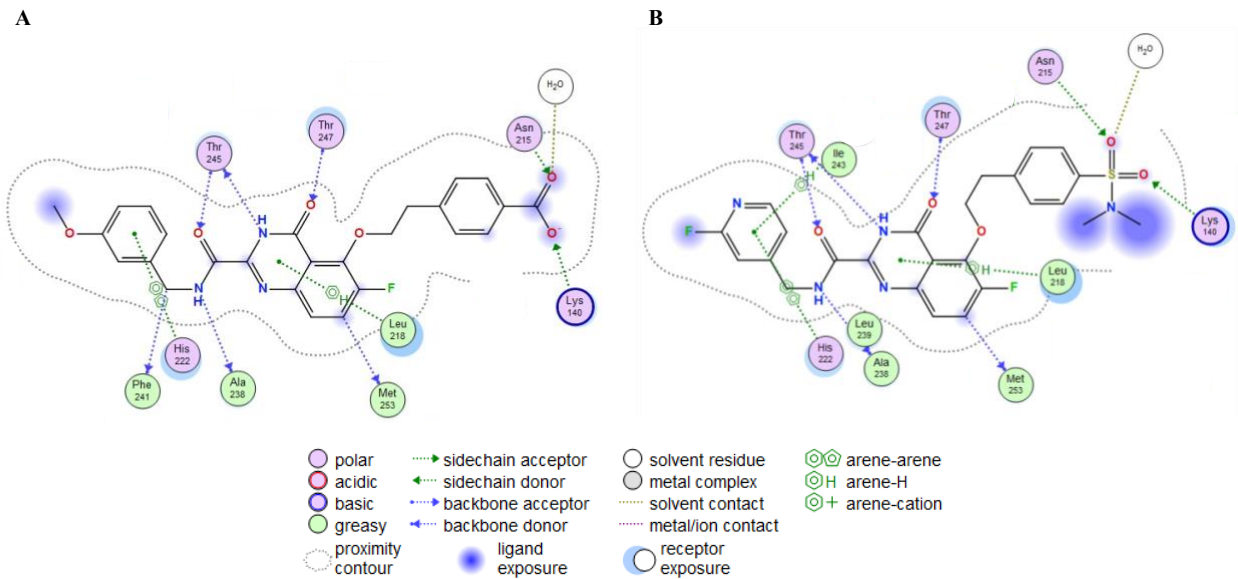 A
H₂O
Asn
215
Thr
247
Thr
245
O
O
O
O
O⁻
O
H
N
N
N
H
F
H
Lys
140
Leu
218
His
222
Phe
241
Ala
238
Met
253
B
H₂O
Asn
215
Thr
247
Thr
245
Ile
243
H
O
S
O
N
Lys
140
N
F
O
H
N
O
O
N
H
F
N
H
Leu
218
Leu
239
His
222
Ala
238
Met
253
polar
acidic
basic
greasy
proximity
contour
sidechain acceptor
sidechain donor
backbone acceptor
backbone donor
ligand
exposure
solvent residue
metal complex
solvent contact
metal/ion contact
receptor
exposure
arene-arene
H arene-H
+ arene-cation